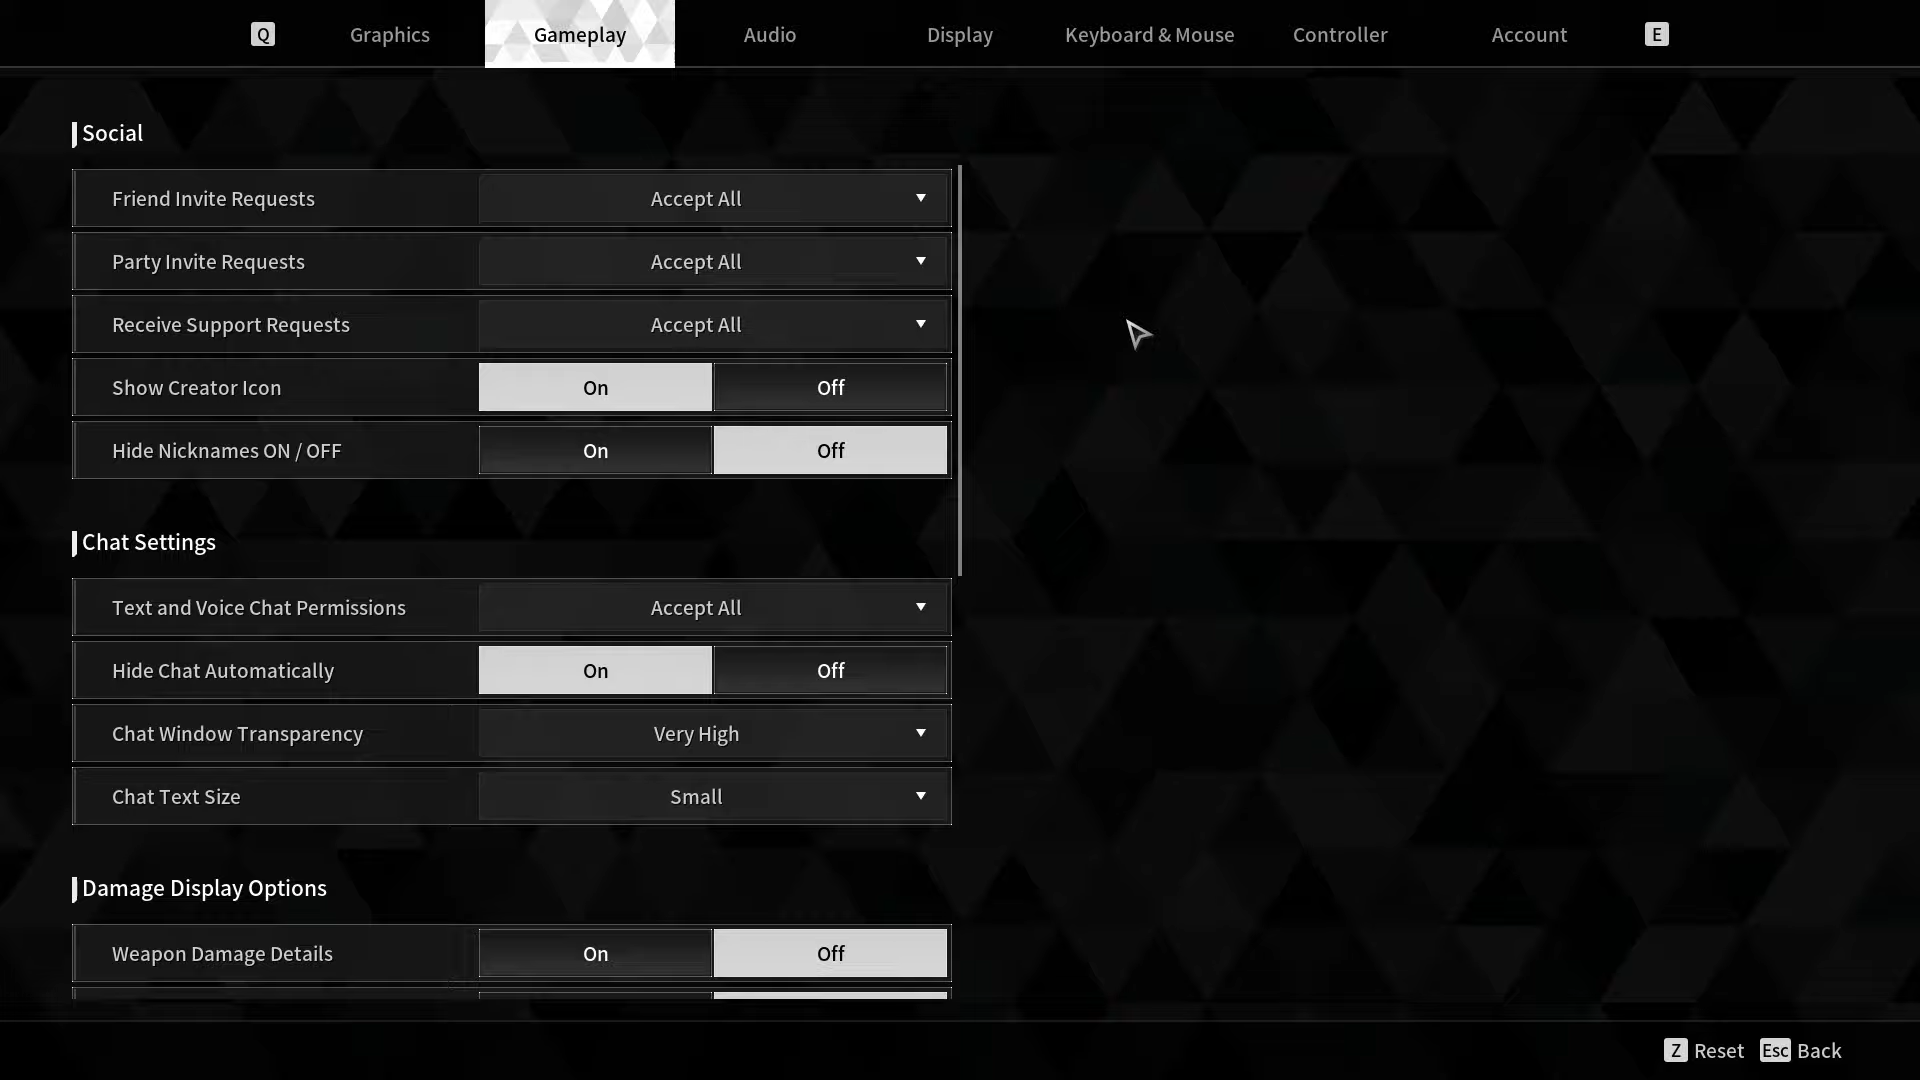 Q Graphics Gameplay Audio Display Keyboard & Mouse Controller Account E
Social
Friend Invite Requests Accept All
Party Invite Requests Accept All
Receive Support Requests Accept All
Show Creator Icon On Off
Hide Nicknames ON / OFF On Off
Chat Settings
Text and Voice Chat Permissions Accept All
Hide Chat Automatically On Off
Chat Window Transparency Very High
Chat Text Size Small
Damage Display Options
Weapon Damage Details On Off
Z Reset Esc Back